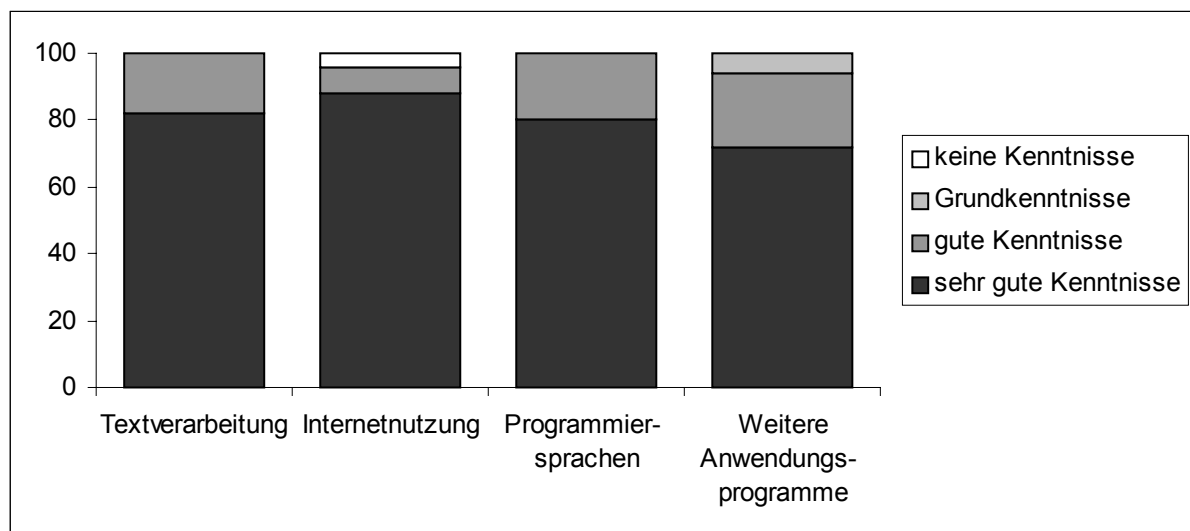 100
80
60
40
20
0
Textverarbeitung
Internetnutzung
Programmier-
sprachen
Weitere
Anwendungs-
programme
keine Kenntnisse
Grundkenntnisse
gute Kenntnisse
sehr gute Kenntnisse